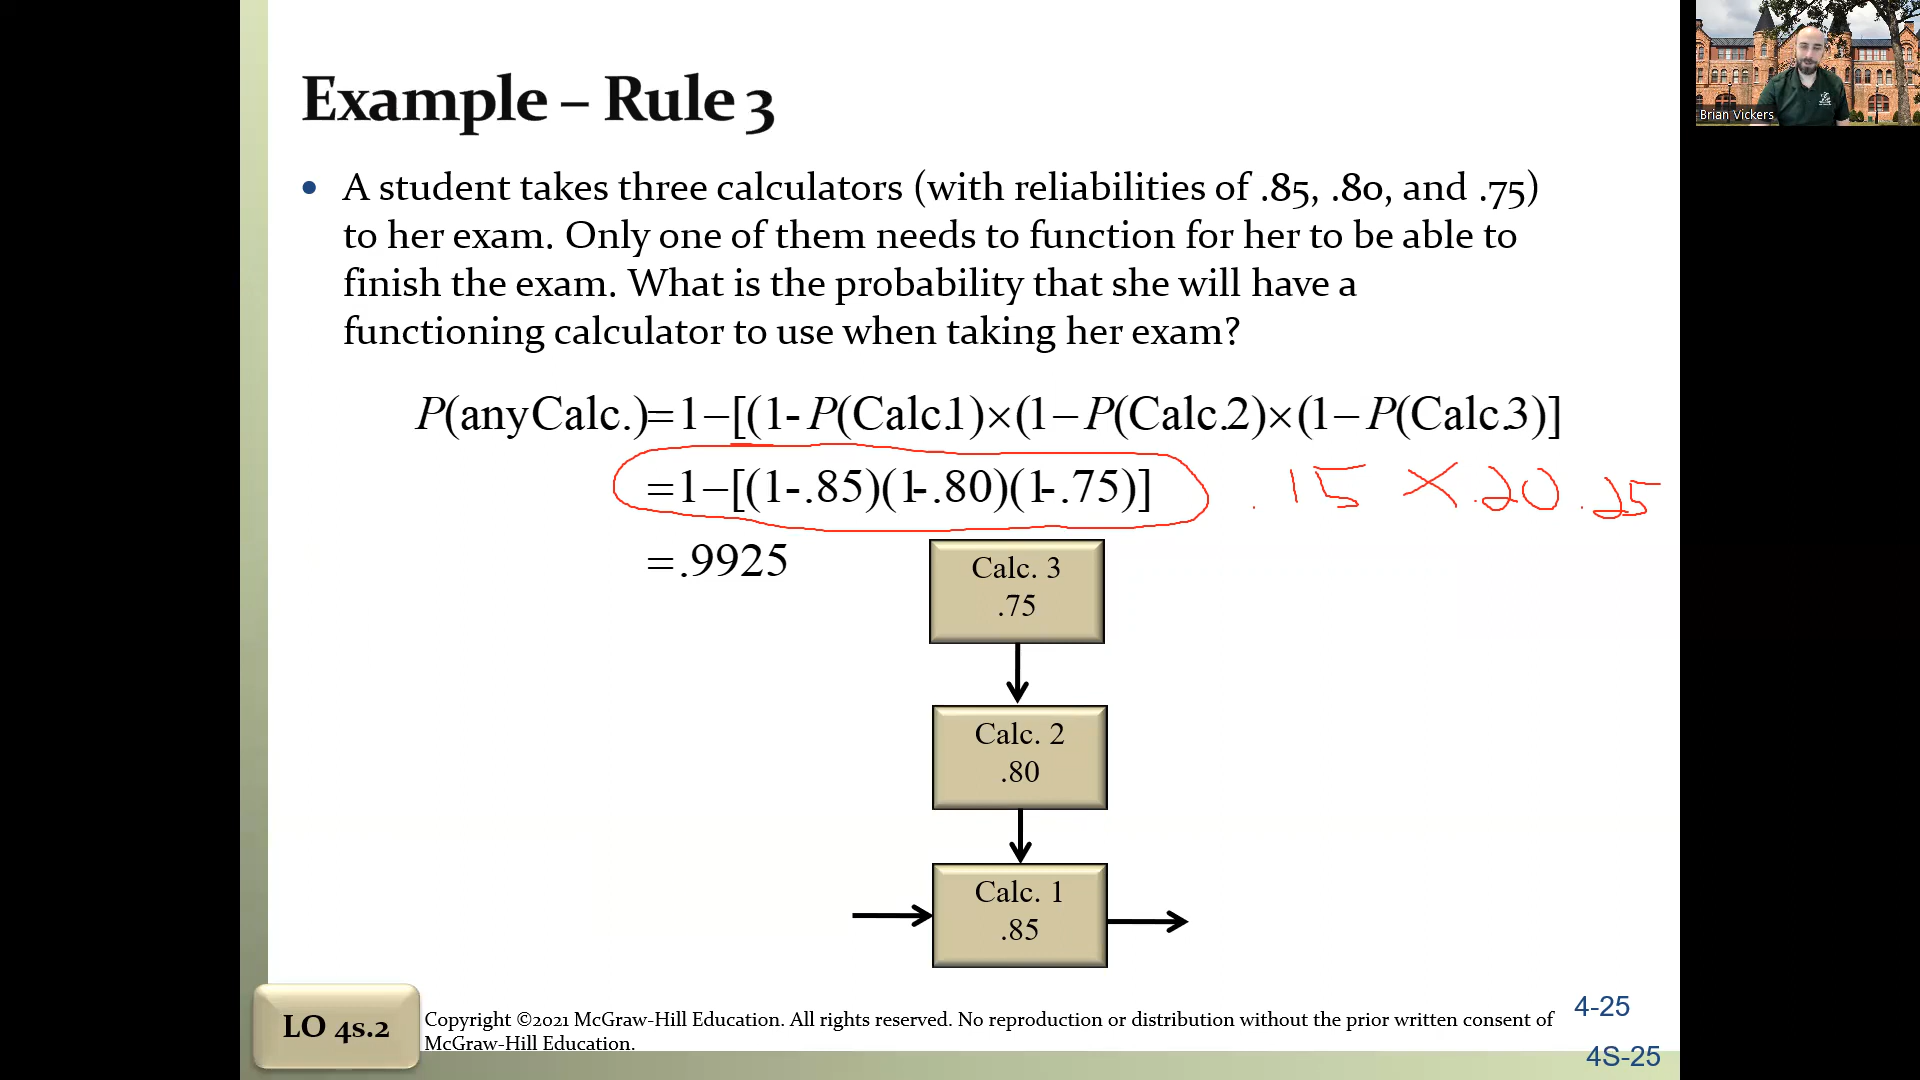 Example – Rule 3
Brian Vickers
• A student takes three calculators (with reliabilities of .85, .80, and .75)
to her exam. Only one of them needs to function for her to be able to
finish the exam. What is the probability that she will have a
functioning calculator to use when taking her exam?
P(any Calc.)=1−[(1-P(Calc.1)×(1−P(Calc.2)×(1−P(Calc.3)]
=1−[(1-.85)(1-.80)(1-.75)] .15 × .20 .25
=.9925
Calc. 3
.75
Calc. 2
.80
Calc. 1
.85
LO 4s.2
Copyright ©2021 McGraw-Hill Education. All rights reserved. No reproduction or distribution without the prior written consent of
McGraw-Hill Education.
4-25
4S-25